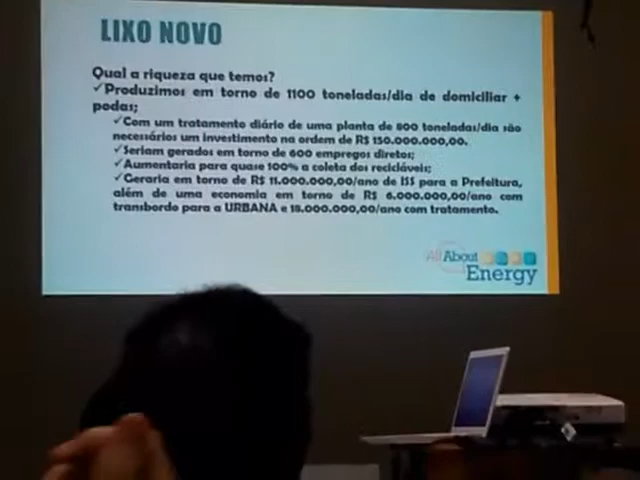 LIXO NOVO
Qual a riqueza que temos?
✓Produzimos em torno de 1100 toneladas/dia de domiciliar +
podas;
✓Com um tratamento diário de uma planta de 800 toneladas/dia são
necessários um investimento na ordem de R$ 150.000.000,00.
✓Seriam gerados em torno de 600 empregos diretos;
✓Aumentaria para quase 100% a coleta dos recicláveis;
✓Geraria em torno de R$ 11.000.000,00/ano de ISS para a Prefeitura,
além de uma economia em torno de R$ 6.000.000,00/ano com
transbordo para a URBANA e 18.000.000,00/ano com tratamento.
All About
Energy